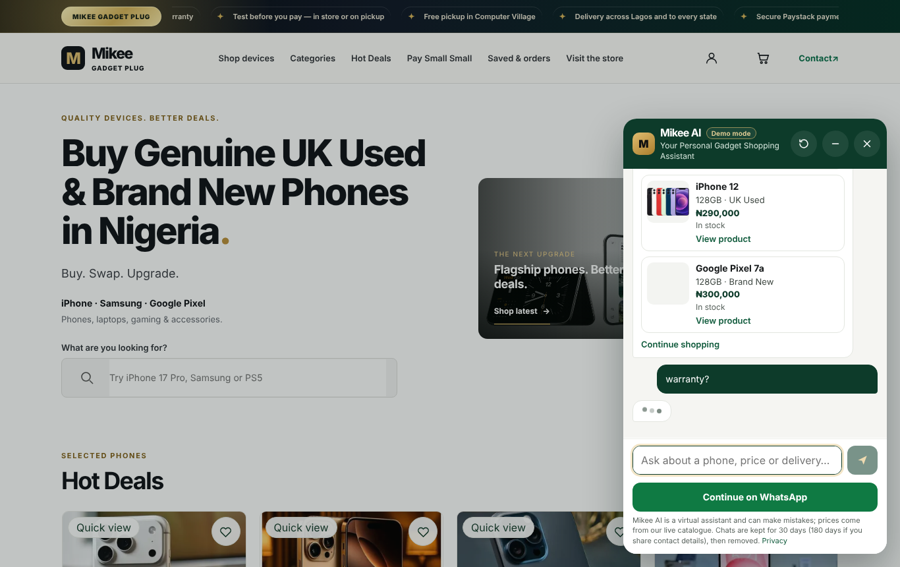 MIKEE GADGET PLUG
rranty
✦ Test before you pay — in store or on pickup
✦ Free pickup in Computer Village
✦ Delivery across Lagos and to every state
✦ Secure Paystack payme
M
Mikee
GADGET PLUG
Shop devices
Categories
Hot Deals
Pay Small Small
Saved & orders
Visit the store
Contact↗
QUALITY DEVICES. BETTER DEALS.
Buy Genuine UK Used
& Brand New Phones
in Nigeria.
Buy. Swap. Upgrade.
iPhone · Samsung · Google Pixel
Phones, laptops, gaming & accessories.
What are you looking for?
Try iPhone 17 Pro, Samsung or PS5
THE NEXT UPGRADE
Flagship phones. Better
deals.
Shop latest →
SELECTED PHONES
Hot Deals
Quick view
Quick view
Quick view
M
Mikee AI
Demo mode
Your Personal Gadget Shopping
Assistant
iPhone 12
128GB · UK Used
₦290,000
In stock
View product
Google Pixel 7a
128GB · Brand New
₦300,000
In stock
View product
Continue shopping
warranty?
Ask about a phone, price or delivery...
Continue on WhatsApp
Mikee AI is a virtual assistant and can make mistakes; prices come
from our live catalogue. Chats are kept for 30 days (180 days if you
share contact details), then removed. Privacy